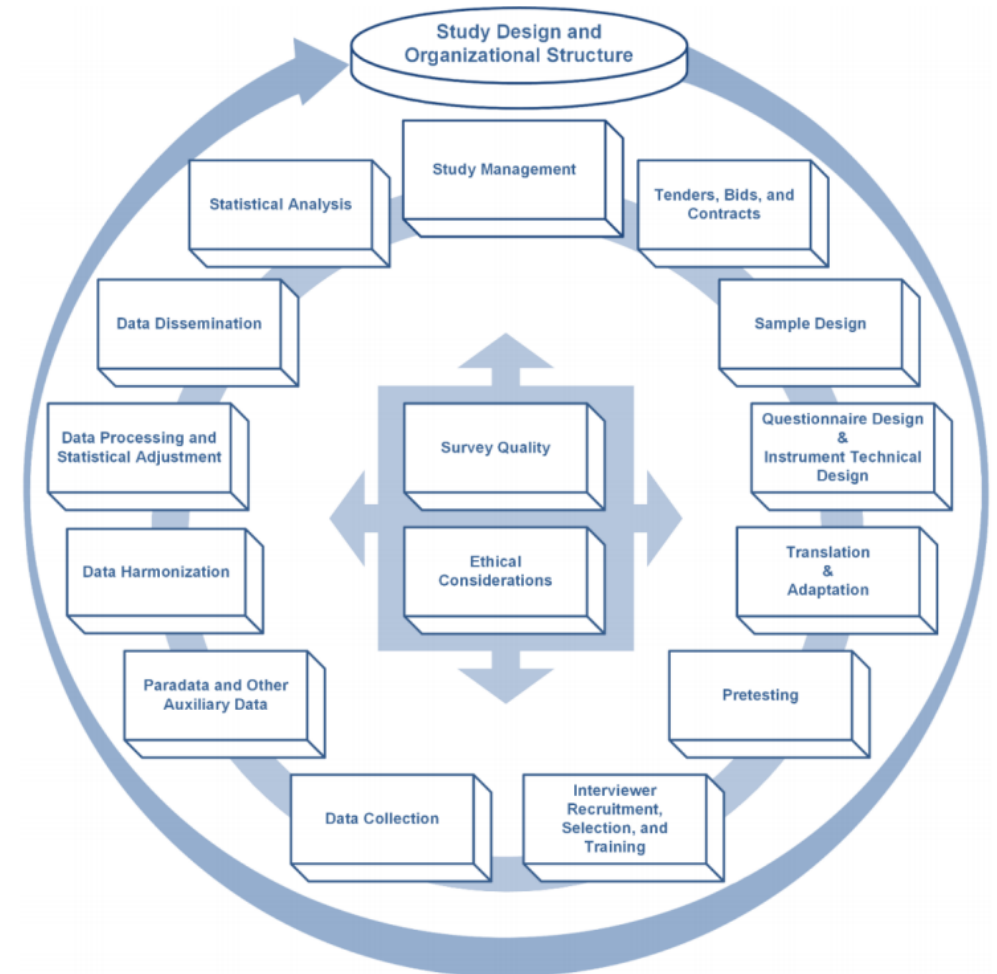 Study Design and
Organizational Structure
Study Management
Tenders, Bids, and
Contracts
Sample Design
Questionnaire Design
&
Instrument Technical
Design
Translation
&
Adaptation
Pretesting
Interviewer
Recruitment,
Selection, and
Training
Data Collection
Paradata and Other
Auxiliary Data
Data Harmonization
Data Processing and
Statistical Adjustment
Data Dissemination
Statistical Analysis
Survey Quality
Ethical
Considerations